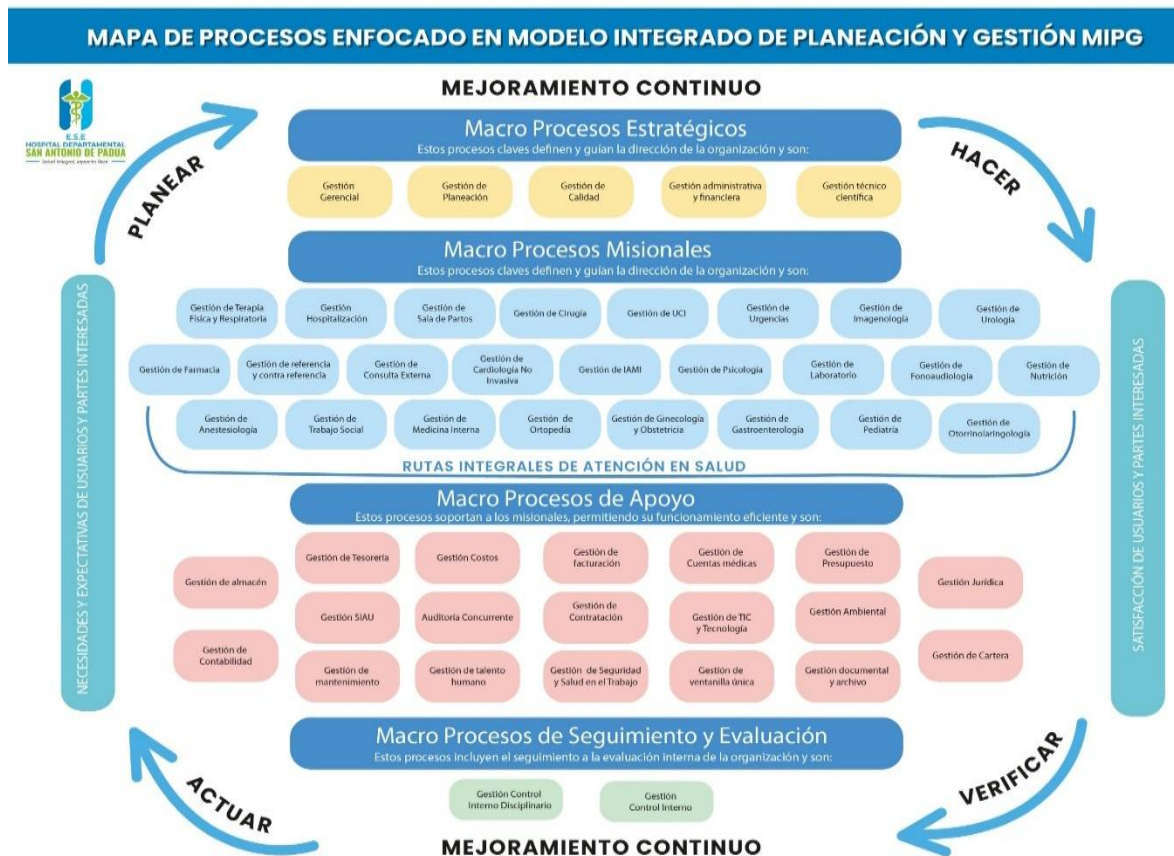 MAPA DE PROCESOS ENFOCADO EN MODELO INTEGRADO DE PLANEACIÓN Y GESTIÓN MIPG
E.S.E
HOSPITAL DEPARTAMENTAL
SAN ANTONIO DE PADUA
Salud Integral, Impacto Real
MEJORAMIENTO CONTINUO
PLANEAR
HACER
NECESIDADES Y EXPECTATIVAS DE USUARIOS Y PARTES INTERESADAS
Macro Procesos Estratégicos
Estos procesos claves definen y guían la dirección de la organización y son:
Gestión
Gerencial
Gestión de
Planeación
Gestión de
Calidad
Gestión administrativa
y financiera
Gestión técnico
científica
Macro Procesos Misionales
Estos procesos claves definen y guían la dirección de la organización y son:
Gestión de Terapia
Física y Respiratoria
Gestión
Hospitalización
Gestión de
Sala de Partos
Gestión de Cirugía
Gestión de UCI
Gestión de
Urgencias
Gestión de
Imagenología
Gestión de
Urología
Gestión de Farmacia
Gestión de referencia
y contra referencia
Gestión de
Consulta Externa
Gestión de
Cardiología No
Invasiva
Gestión de IAMI
Gestión de Psicología
Gestión de
Laboratorio
Gestión de
Fonoaudiología
Gestión de
Nutrición
Gestión de
Anestesiología
Gestión de
Trabajo Social
Gestión de
Medicina Interna
Gestión de
Ortopedía
Gestión de Ginecología
y Obstetricia
Gestión de
Gastroenterología
Gestión de
Pediatría
Gestión de
Otorrinolaringología
RUTAS INTEGRALES DE ATENCIÓN EN SALUD
Macro Procesos de Apoyo
Estos procesos soportan a los misionales, permitiendo su funcionamiento eficiente y son:
Gestión de almacén
Gestión de
Contabilidad
Gestión de Tesorería
Gestión Costos
Gestión de
facturación
Gestión de
Cuentas médicas
Gestión de
Presupuesto
Gestión SIAU
Auditoría Concurrente
Gestión de
Contratación
Gestión de TIC
y Tecnología
Gestión Ambiental
Gestión de
mantenimiento
Gestión de talento
humano
Gestión de Seguridad
y Salud en el Trabajo
Gestión de
ventanilla única
Gestión documental
y archivo
Gestión Jurídica
Gestión de Cartera
Macro Procesos de Seguimiento y Evaluación
Estos procesos incluyen el seguimiento a la evaluación interna de la organización y son:
Gestión Control
Interno Disciplinario
Gestión
Control Interno
SATISFACCIÓN DE USUARIOS Y PARTES INTERESADAS
VERIFICAR
ACTUAR
MEJORAMIENTO CONTINUO